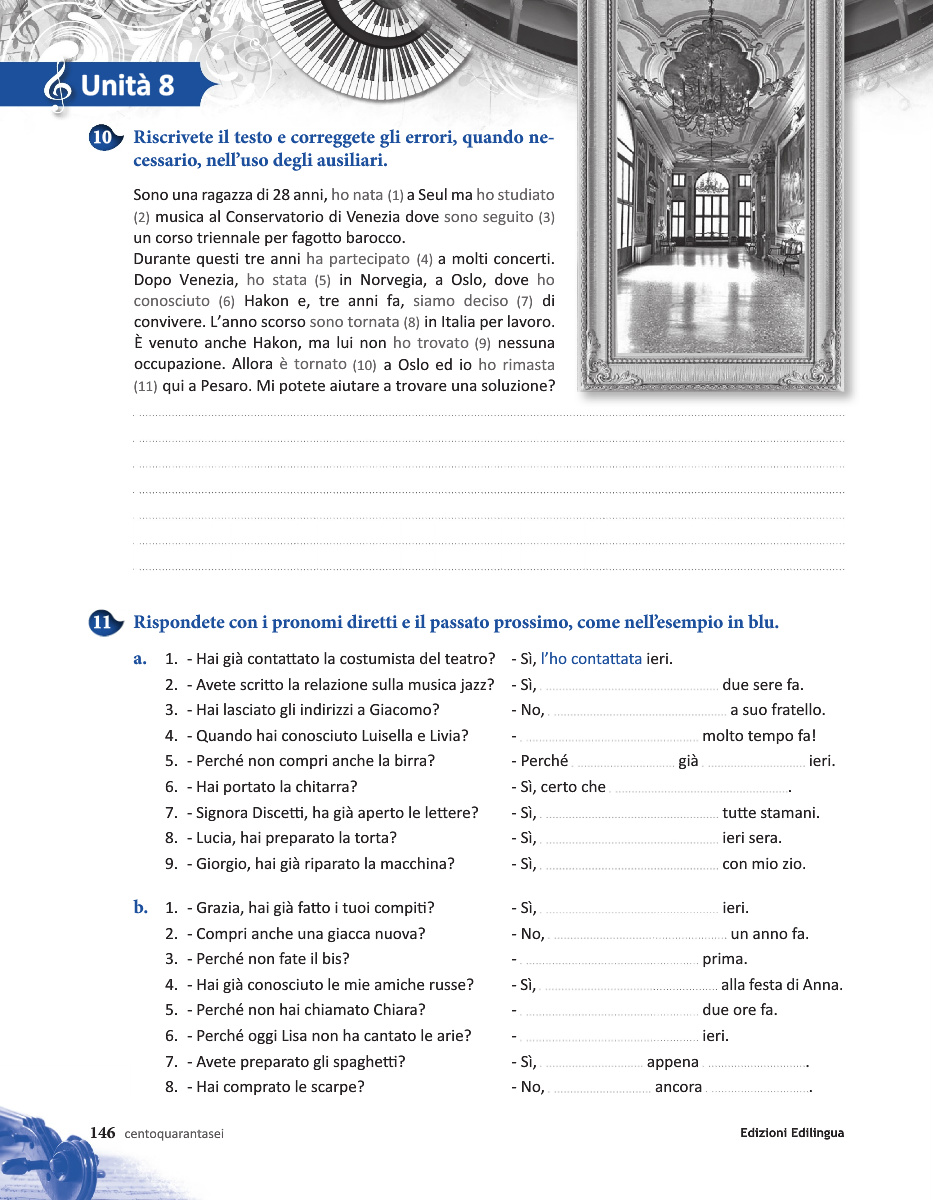 Unità 8
10 Riscrivete il testo e correggete gli errori, quando ne-
cessario, nell'uso degli ausiliari.
Sono una ragazza di 28 anni, ho nata (1) a Seul ma ho studiato
(2) musica al Conservatorio di Venezia dove sono seguito (3)
un corso triennale per fagotto barocco.
Durante questi tre anni ha partecipato (4) a molti concerti.
Dopo Venezia, ho stata (5) in Norvegia, a Oslo, dove ho
conosciuto (6) Hakon e, tre anni fa, siamo deciso (7) di
convivere. L'anno scorso sono tornata (8) in Italia per lavoro.
È venuto anche Hakon, ma lui non ho trovato (9) nessuna
occupazione. Allora è tornato (10) a Oslo ed io ho rimasta
(11) qui a Pesaro. Mi potete aiutare a trovare una soluzione?
11 Rispondete con i pronomi diretti e il passato prossimo, come nell'esempio in blu.
a. 1. - Hai già contattato la costumista del teatro? - Sì, l'ho contattata ieri.
2. - Avete scritto la relazione sulla musica jazz? - Sì, due sere fa.
3. - Hai lasciato gli indirizzi a Giacomo? - No, a suo fratello.
4. - Quando hai conosciuto Luisella e Livia? - molto tempo fa!
5. - Perché non compri anche la birra? - Perché già ieri.
6. - Hai portato la chitarra? - Sì, certo che .
7. - Signora Discetti, ha già aperto le lettere? - Sì, tutte stamani.
8. - Lucia, hai preparato la torta? - Sì, ieri sera.
9. - Giorgio, hai già riparato la macchina? - Sì, con mio zio.
b. 1. - Grazia, hai già fatto i tuoi compiti? - Sì, ieri.
2. - Compri anche una giacca nuova? - No, un anno fa.
3. - Perché non fate il bis? - prima.
4. - Hai già conosciuto le mie amiche russe? - Sì, alla festa di Anna.
5. - Perché non hai chiamato Chiara? - due ore fa.
6. - Perché oggi Lisa non ha cantato le arie? - ieri.
7. - Avete preparato gli spaghetti? - Sì, appena .
8. - Hai comprato le scarpe? - No, ancora .
146 centoquarantasei
Edizioni Edilingua